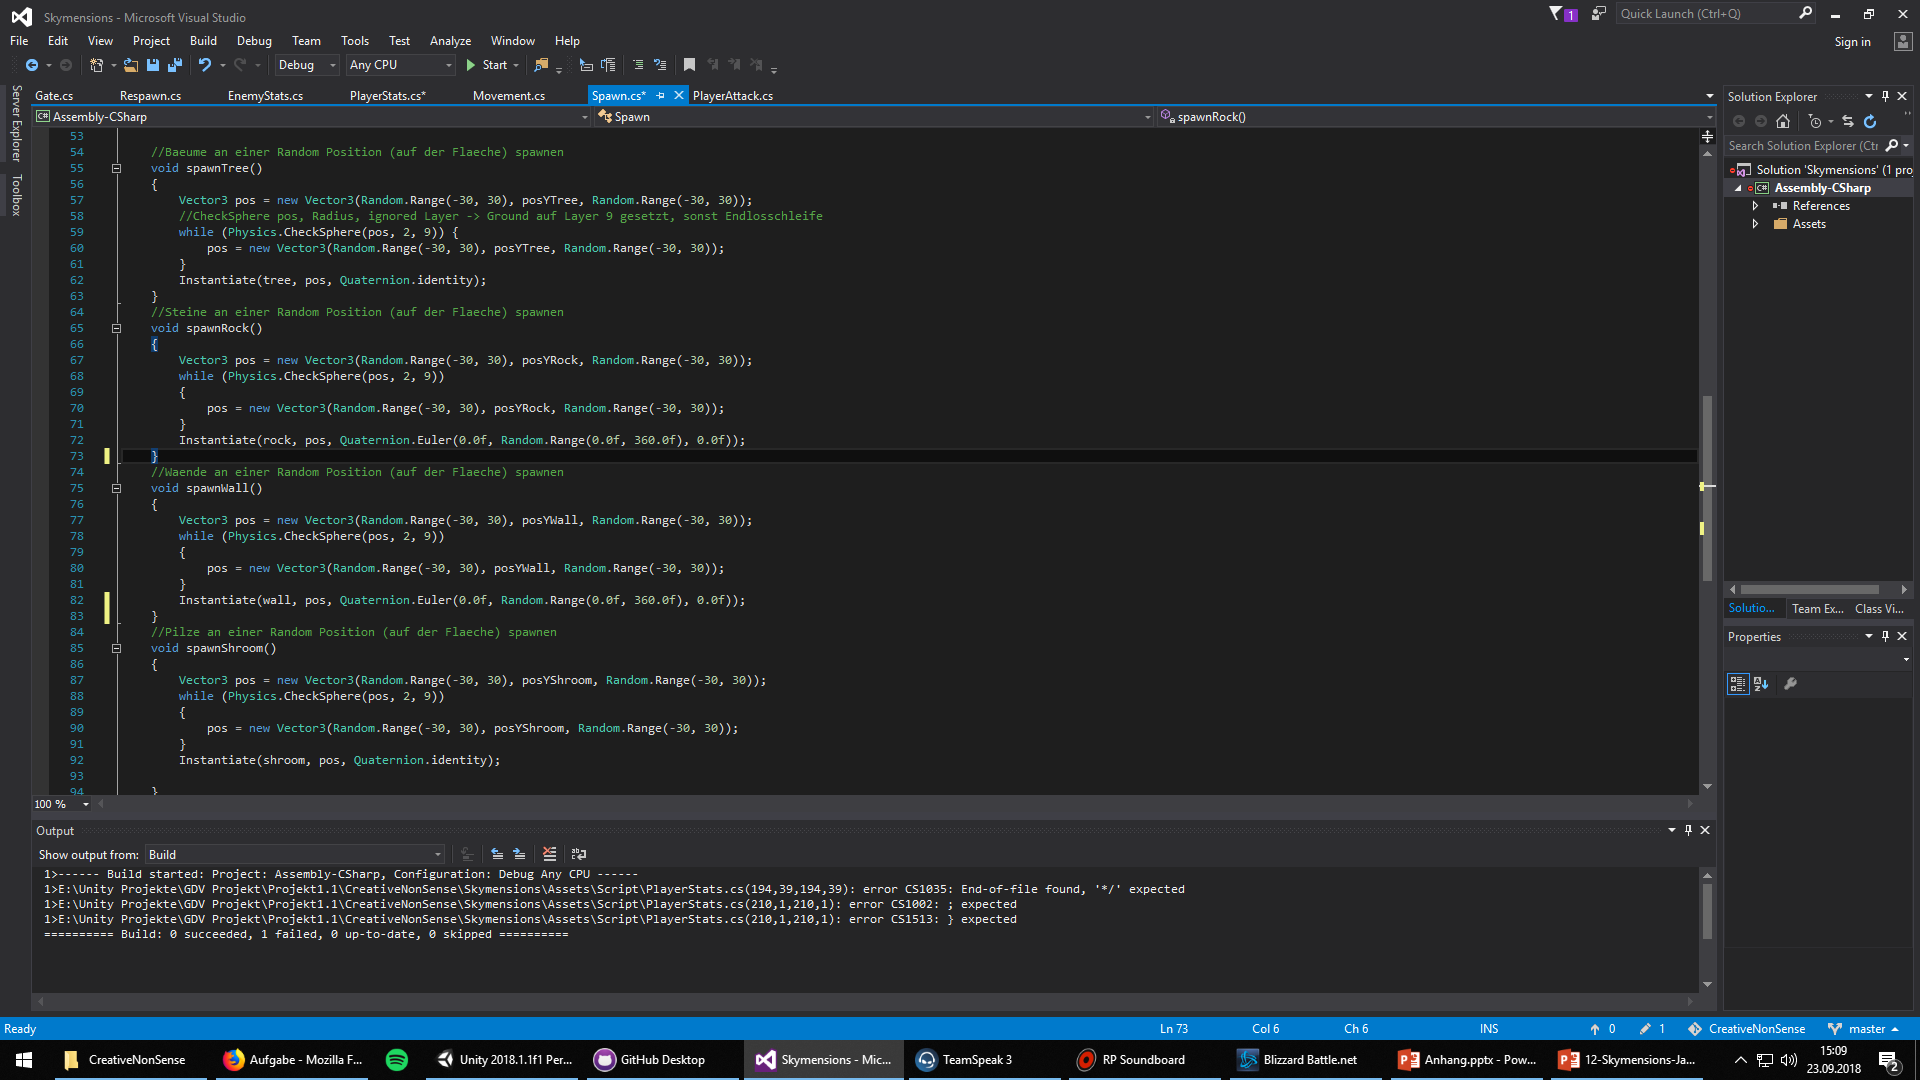 Skymensions - Microsoft Visual Studio
1
Quick Launch (Ctrl+Q)
File Edit View Project Build Debug Team Tools Test Analyze Window Help
Sign in
Debug Any CPU Start
Server Explorer
Toolbox
Gate.cs Respawn.cs EnemyStats.cs PlayerStats.cs* Movement.cs Spawn.cs* PlayerAttack.cs
Assembly-CSharp Spawn spawnRock()
53
54 //Baeume an einer Random Position (auf der Flaeche) spawnen
55 void spawnTree()
56 {
57 Vector3 pos = new Vector3(Random.Range(-30, 30), posYTree, Random.Range(-30, 30));
58 //CheckSphere pos, Radius, ignored Layer -> Ground auf Layer 9 gesetzt, sonst Endlosschleife
59 while (Physics.CheckSphere(pos, 2, 9)) {
60 pos = new Vector3(Random.Range(-30, 30), posYTree, Random.Range(-30, 30));
61 }
62 Instantiate(tree, pos, Quaternion.identity);
63 }
64 //Steine an einer Random Position (auf der Flaeche) spawnen
65 void spawnRock()
66 {
67 Vector3 pos = new Vector3(Random.Range(-30, 30), posYRock, Random.Range(-30, 30));
68 while (Physics.CheckSphere(pos, 2, 9))
69 {
70 pos = new Vector3(Random.Range(-30, 30), posYRock, Random.Range(-30, 30));
71 }
72 Instantiate(rock, pos, Quaternion.Euler(0.0f, Random.Range(0.0f, 360.0f), 0.0f));
73 }
74 //Waende an einer Random Position (auf der Flaeche) spawnen
75 void spawnWall()
76 {
77 Vector3 pos = new Vector3(Random.Range(-30, 30), posYWall, Random.Range(-30, 30));
78 while (Physics.CheckSphere(pos, 2, 9))
79 {
80 pos = new Vector3(Random.Range(-30, 30), posYWall, Random.Range(-30, 30));
81 }
82 Instantiate(wall, pos, Quaternion.Euler(0.0f, Random.Range(0.0f, 360.0f), 0.0f));
83 }
84 //Pilze an einer Random Position (auf der Flaeche) spawnen
85 void spawnShroom()
86 {
87 Vector3 pos = new Vector3(Random.Range(-30, 30), posYShroom, Random.Range(-30, 30));
88 while (Physics.CheckSphere(pos, 2, 9))
89 {
90 pos = new Vector3(Random.Range(-30, 30), posYShroom, Random.Range(-30, 30));
91 }
92 Instantiate(shroom, pos, Quaternion.identity);
93
94 }
100 %
Output
Show output from: Build
1>------ Build started: Project: Assembly-CSharp, Configuration: Debug Any CPU ------
1>E:\Unity Projekte\GDV Projekt\Projekt1.1\CreativeNonSense\Skymensions\Assets\Script\PlayerStats.cs(194,39,194,39): error CS1035: End-of-file found, '*/' expected
1>E:\Unity Projekte\GDV Projekt\Projekt1.1\CreativeNonSense\Skymensions\Assets\Script\PlayerStats.cs(210,1,210,1): error CS1002: ; expected
1>E:\Unity Projekte\GDV Projekt\Projekt1.1\CreativeNonSense\Skymensions\Assets\Script\PlayerStats.cs(210,1,210,1): error CS1513: } expected
========== Build: 0 succeeded, 1 failed, 0 up-to-date, 0 skipped ==========
Solution Explorer
Search Solution Explorer (Ctr
Solution 'Skymensions' (1 proj
Assembly-CSharp
References
Assets
Solutio... Team Ex... Class Vi...
Properties
Ready Ln 73 Col 6 Ch 6 INS 0 1 CreativeNonSense master
CreativeNonSense Aufgabe - Mozilla F... Unity 2018.1.1f1 Per... GitHub Desktop Skymensions - Mic... TeamSpeak 3 RP Soundboard Blizzard Battle.net Anhang.pptx - Pow... 12-Skymensions-Ja...
15:09
23.09.2018
2